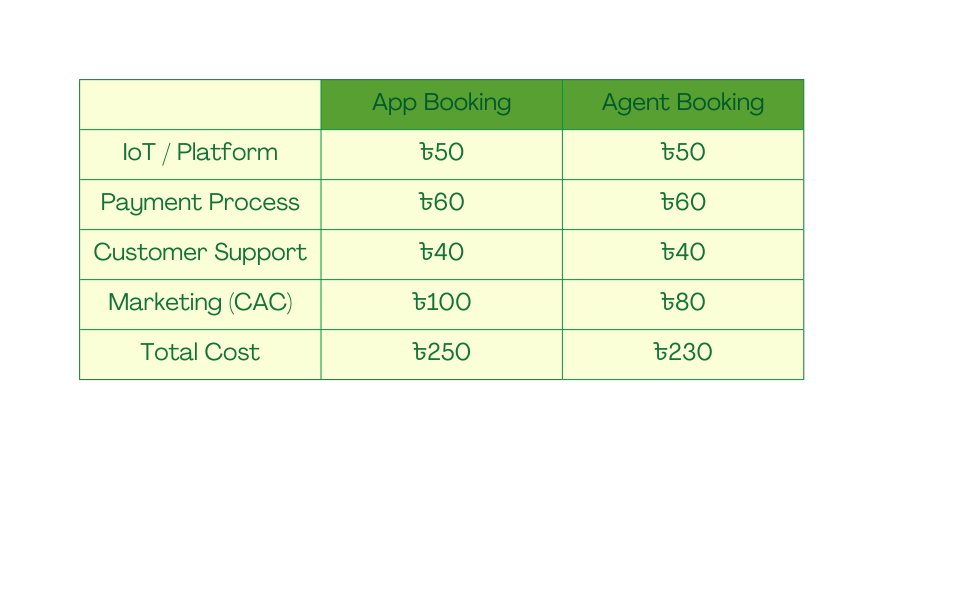 App Booking Agent Booking
IoT / Platform ৳50 ৳50
Payment Process ৳60 ৳60
Customer Support ৳40 ৳40
Marketing (CAC) ৳100 ৳80
Total Cost ৳250 ৳230